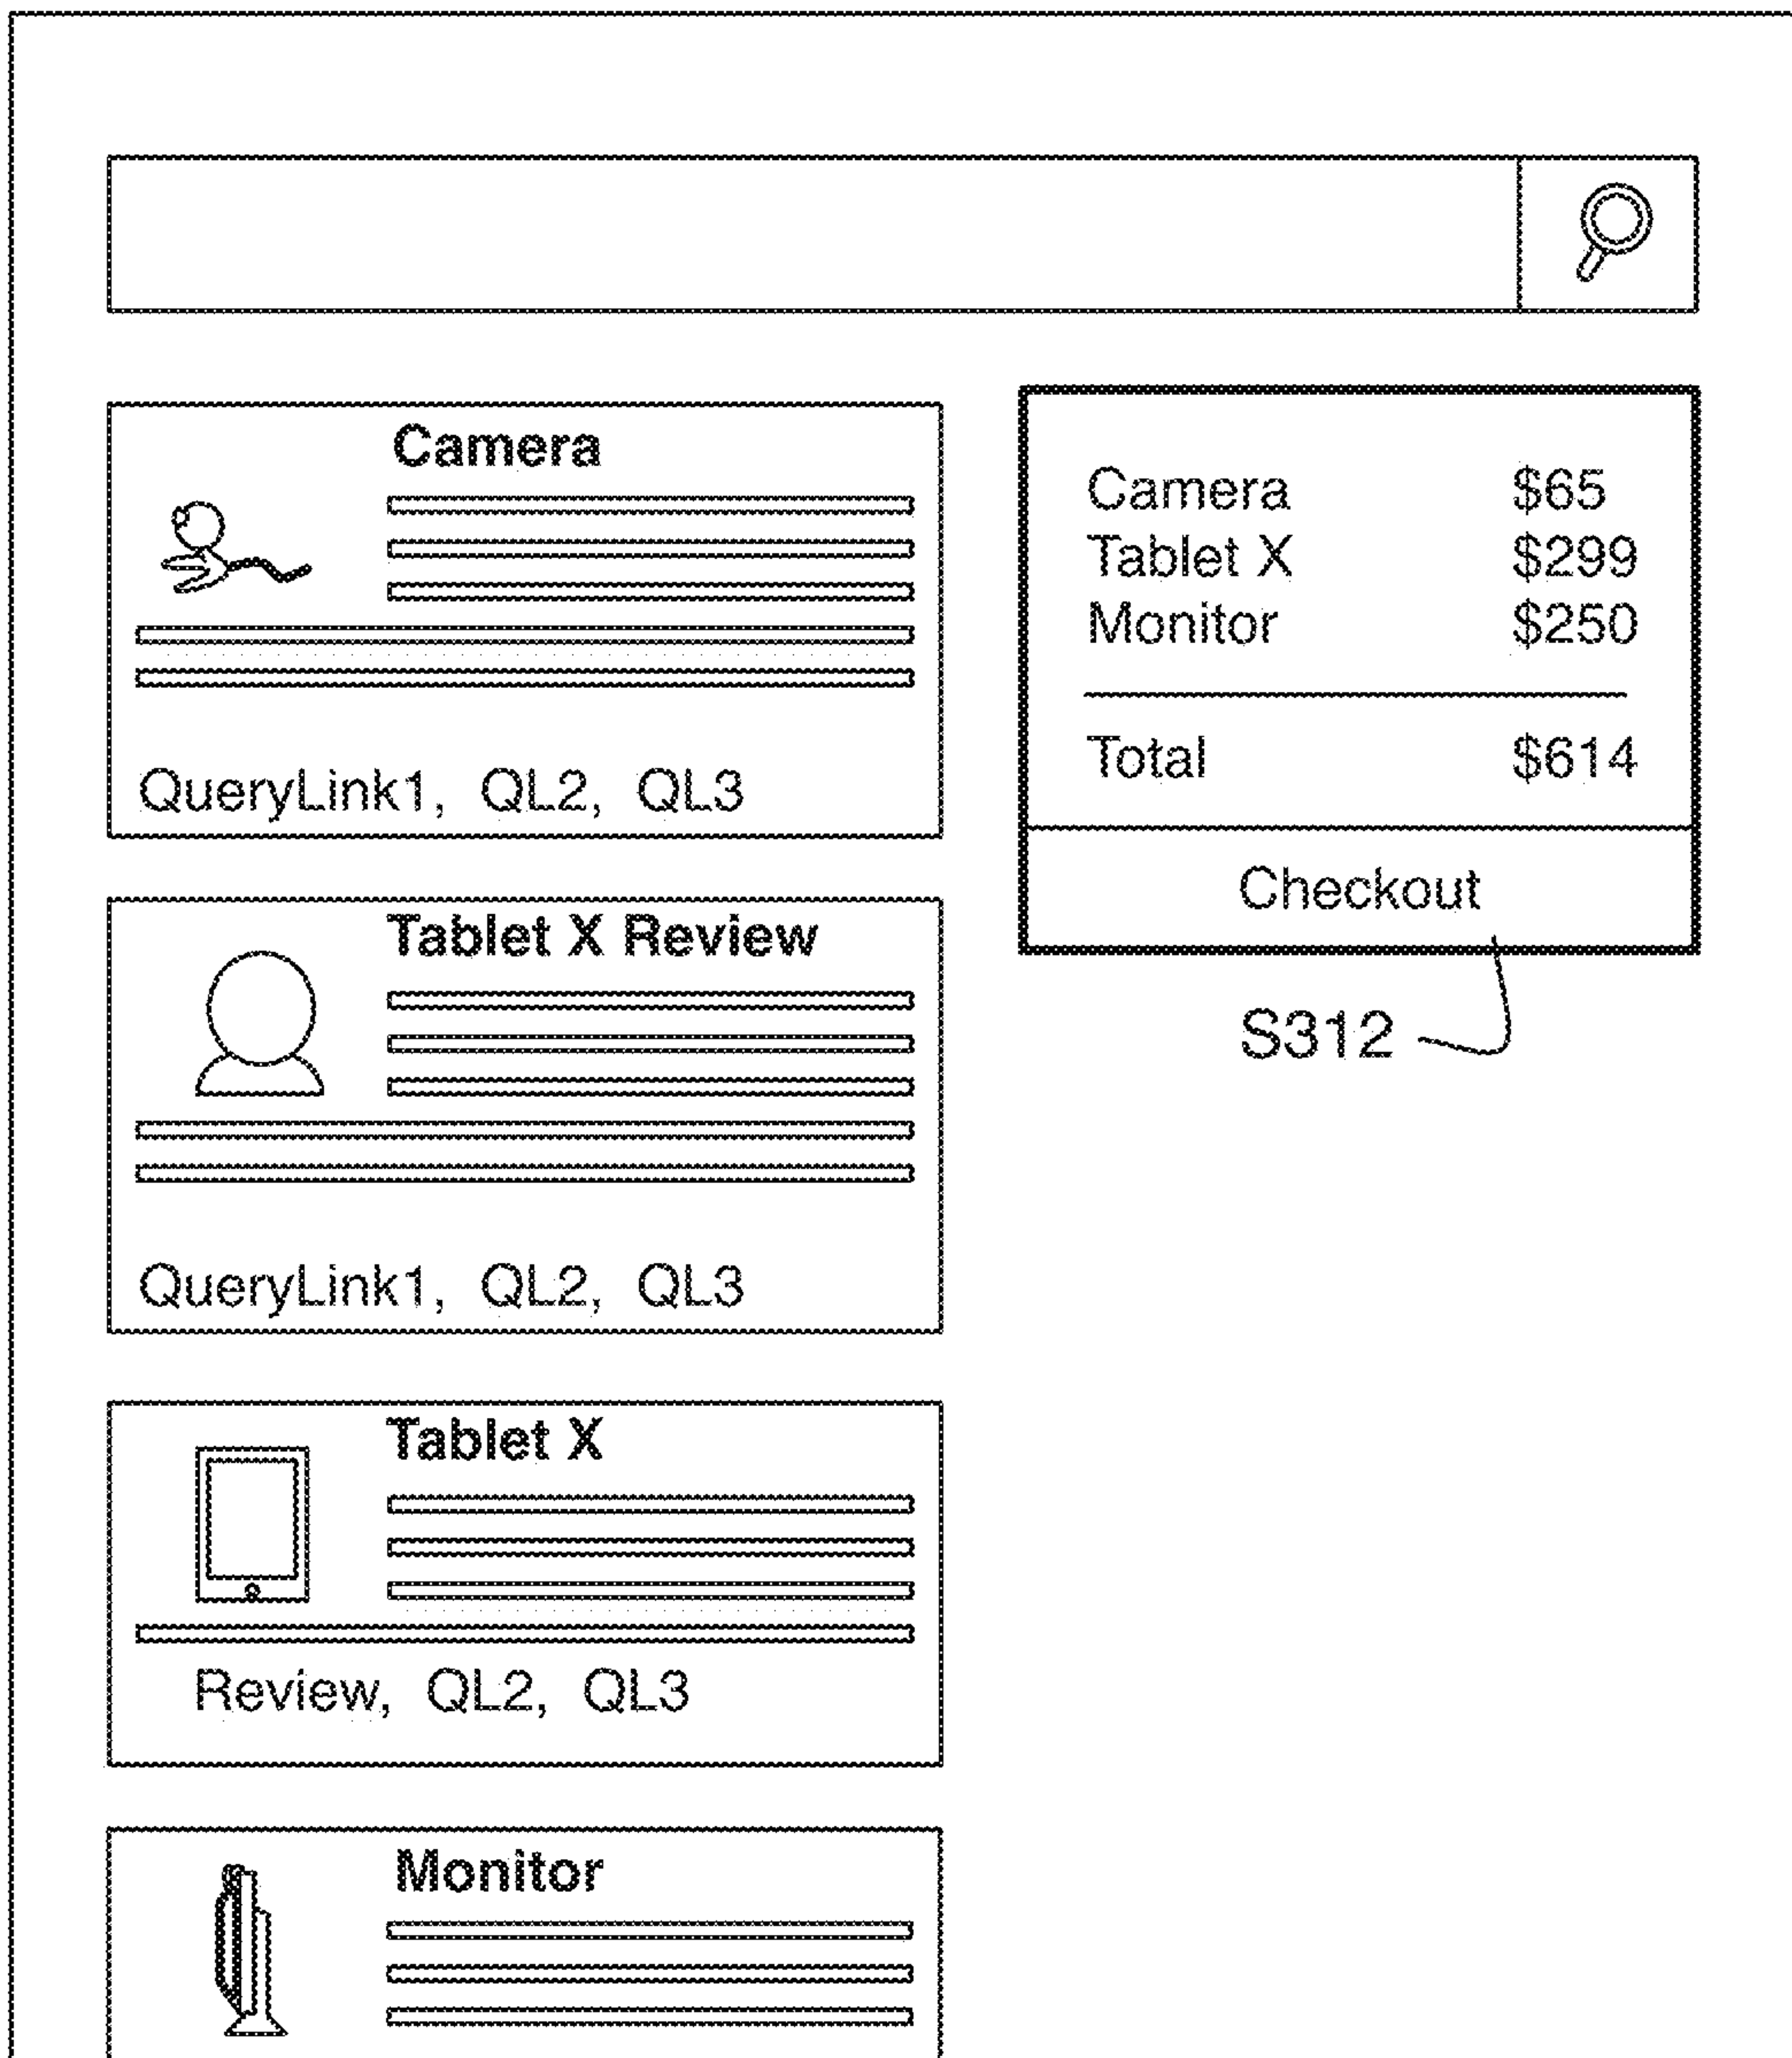 Camera
QueryLink1, QL2, QL3
Tablet X Review
QueryLink1, QL2, QL3
Tablet X
Review, QL2, QL3
Monitor
Camera $65
Tablet X $299
Monitor $250
Total $614
Checkout
S312